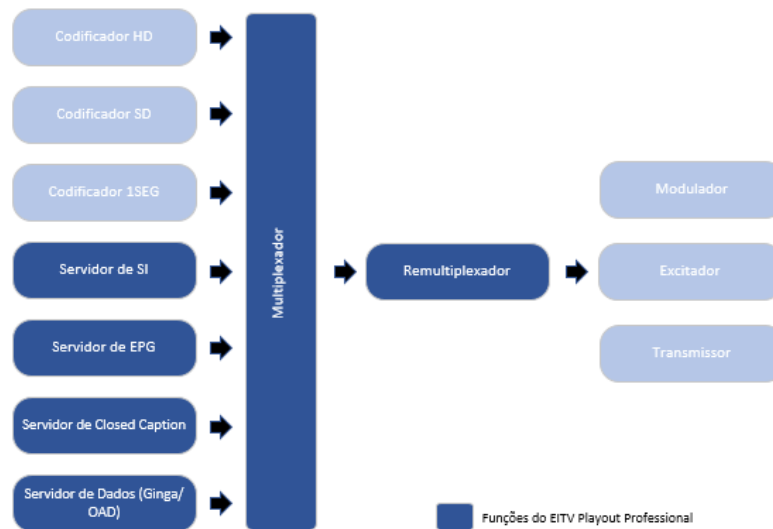 Codificador HD
Codificador SD
Codificador 1SEG
Servidor de SI
Servidor de EPG
Servidor de Closed Caption
Servidor de Dados (Ginga/
OAD)
Multiplexador
Remultiplexador
Modulador
Excitador
Transmissor
Funções do EITV Playout Professional